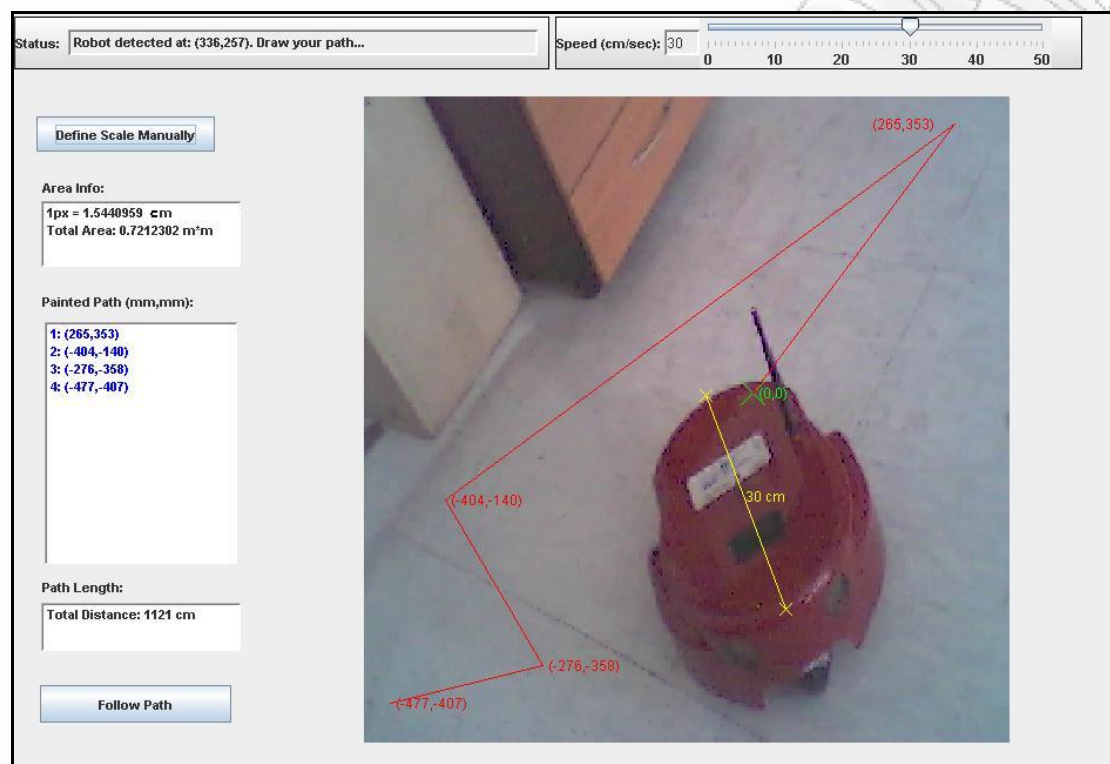 Status: Robot detected at: (336,257). Draw your path...
Speed (cm/sec): 30
0 10 20 30 40 50
Define Scale Manually
Area Info:
1px = 1.5440959 cm
Total Area: 0.7212302 m*m
Painted Path (mm,mm):
1: (265,353)
2: (-404,-140)
3: (-276,-358)
4: (-477,-407)
Path Length:
Total Distance: 1121 cm
Follow Path
(265,353)
(0,0)
30 cm
(-404,-140)
(-276,-358)
(-477,-407)